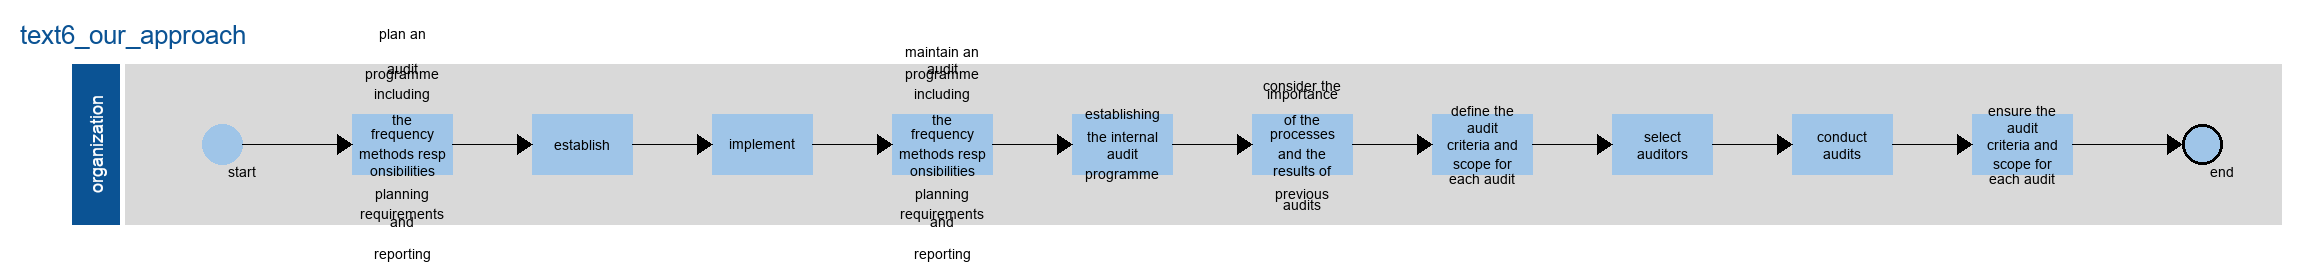 text6_our_approach
organization
start
plan an
audit
programme
including
the
frequency
methods resp
onsibilities
planning
requirements
and
reporting
establish
implement
maintain an
audit
programme
including
the
frequency
methods resp
onsibilities
planning
requirements
and
reporting
establishing
the internal
audit
programme
consider the
importance
of the
processes
and the
results of
previous
audits
define the
audit
criteria and
scope for
each audit
select
auditors
conduct
audits
ensure the
audit
criteria and
scope for
each audit
end